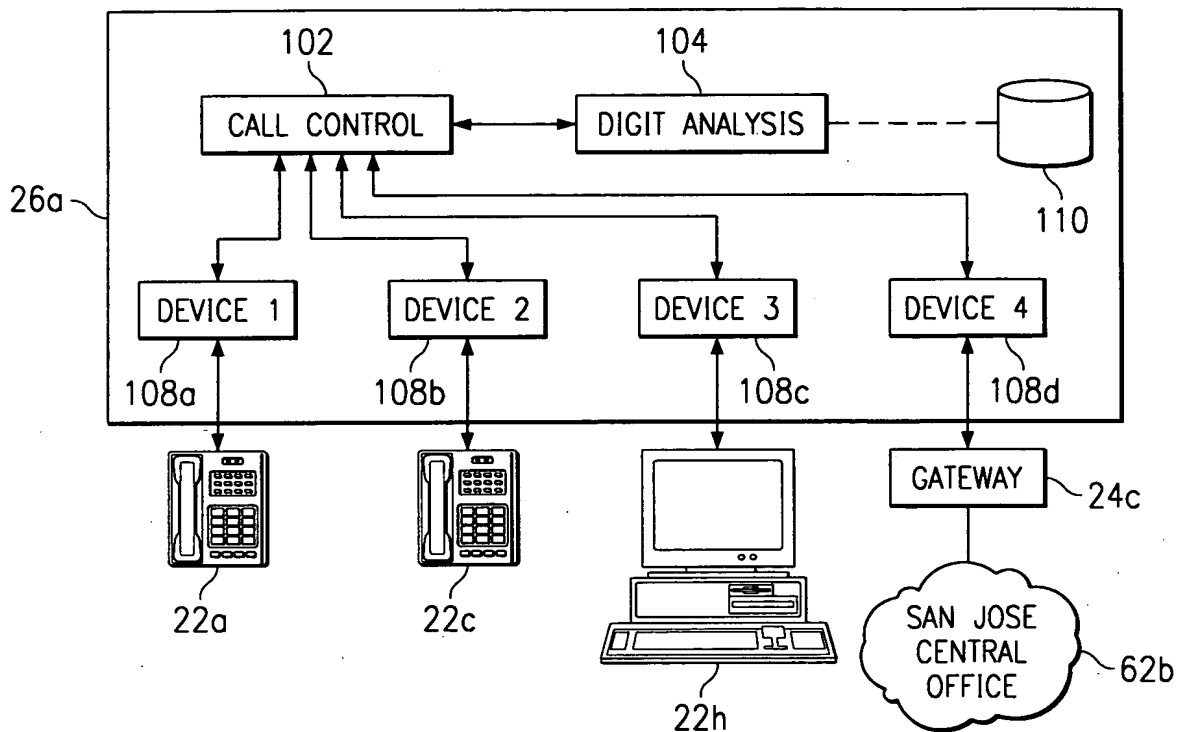 102
104
CALL CONTROL
DIGIT ANALYSIS
26a
110
DEVICE 1
DEVICE 2
DEVICE 3
DEVICE 4
108a
108b
108c
108d
GATEWAY
24c
22a
22c
SAN JOSE
CENTRAL
OFFICE
62b
22h